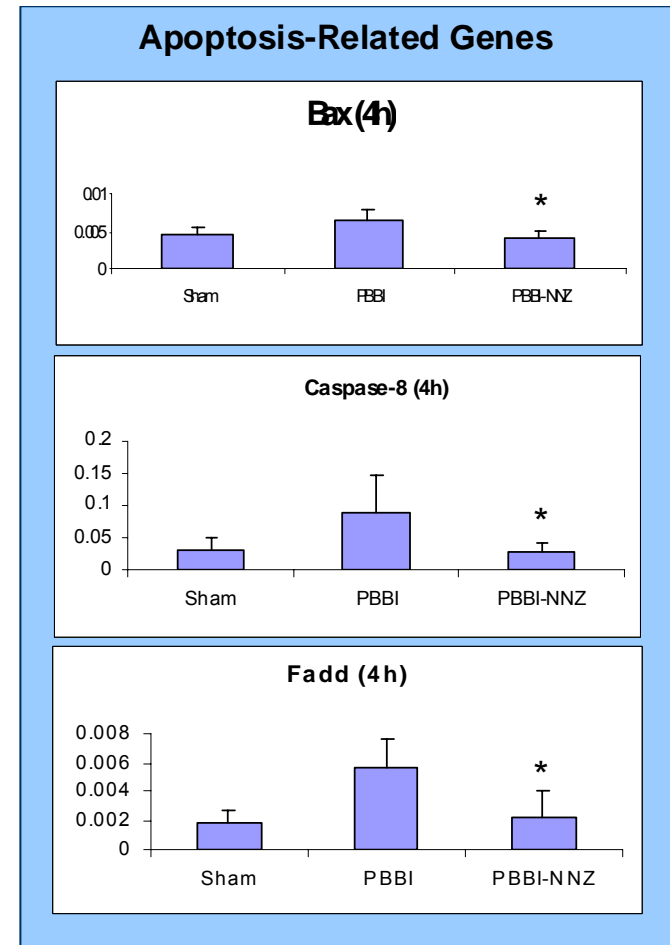 Apoptosis-Related Genes
Bax (4h)
0.01
0.005
0
*
Sham PBBI PBBI-NNZ
Caspase-8 (4h)
0.2
0.15
0.1
0.05
0
*
Sham PBBI PBBI-NNZ
Fadd (4h)
0.008
0.006
0.004
0.002
0
*
Sham PBBI PBBI-NNZ